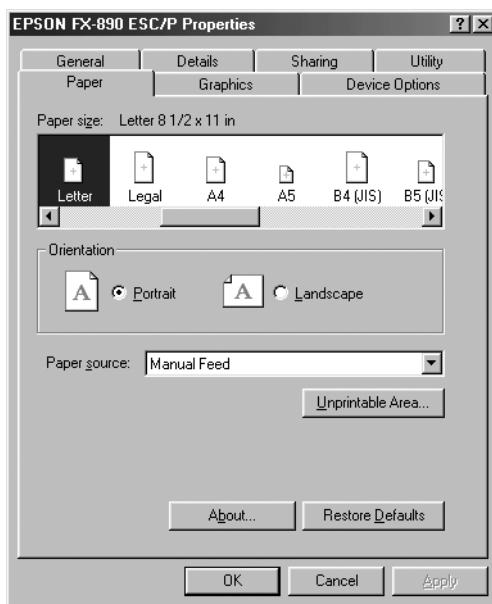 EPSON FX-890 ESC/P Properties
General Details Sharing Utility
Paper Graphics Device Options
Paper size: Letter 8 1/2 x 11 in
Letter Legal A4 A5 B4 (JIS) B5 (JIS
Orientation
A Portrait A Landscape
Paper source: Manual Feed
Unprintable Area...
About... Restore Defaults
OK Cancel Apply